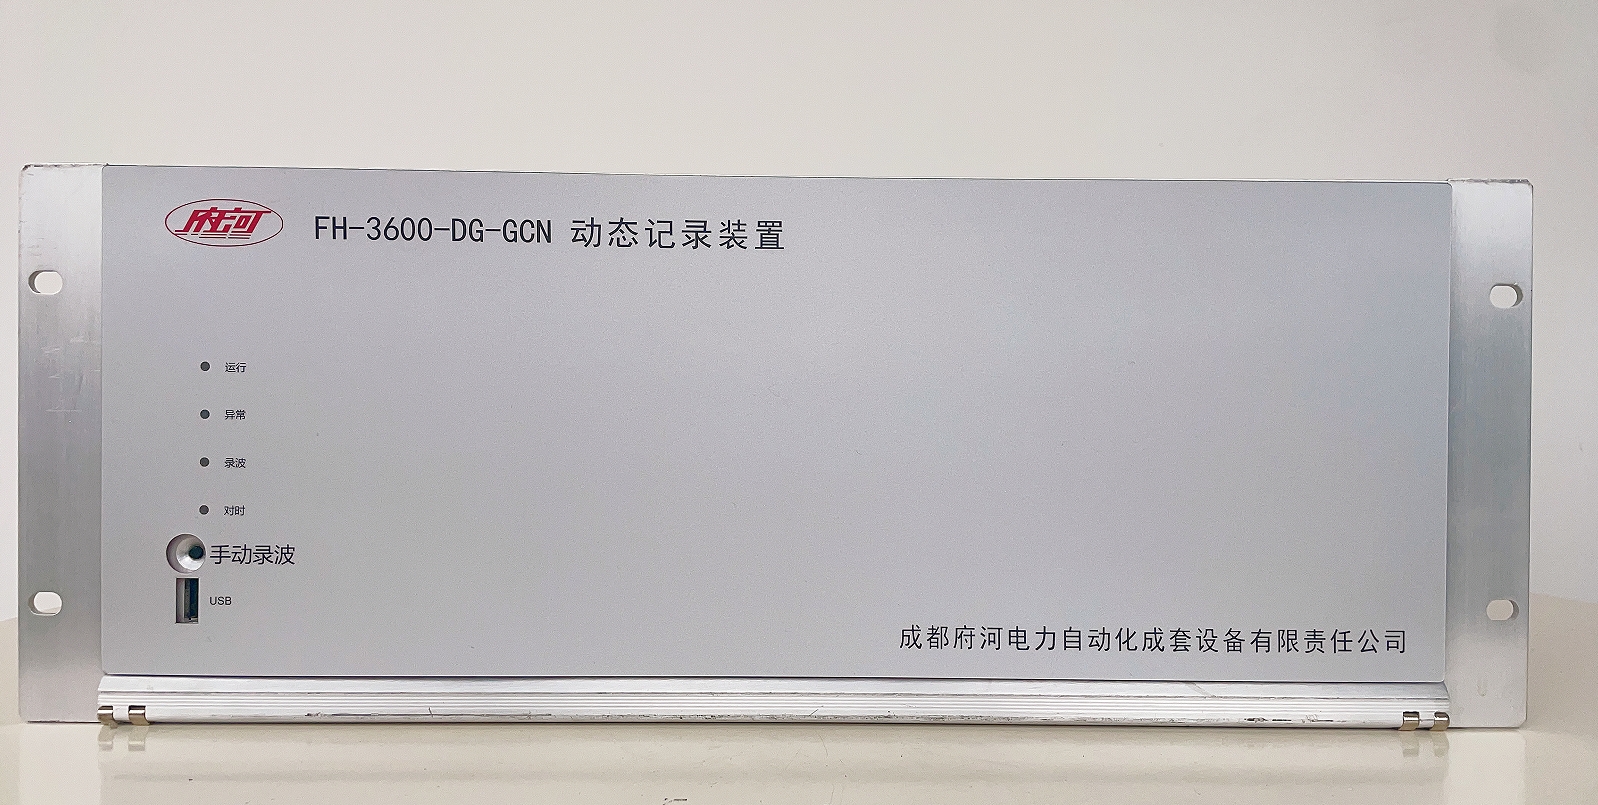 府河
FH-3600-DG-GCN 动态记录装置
运行
异常
录波
对时
手动录波
USB
成都府河电力自动化成套设备有限责任公司